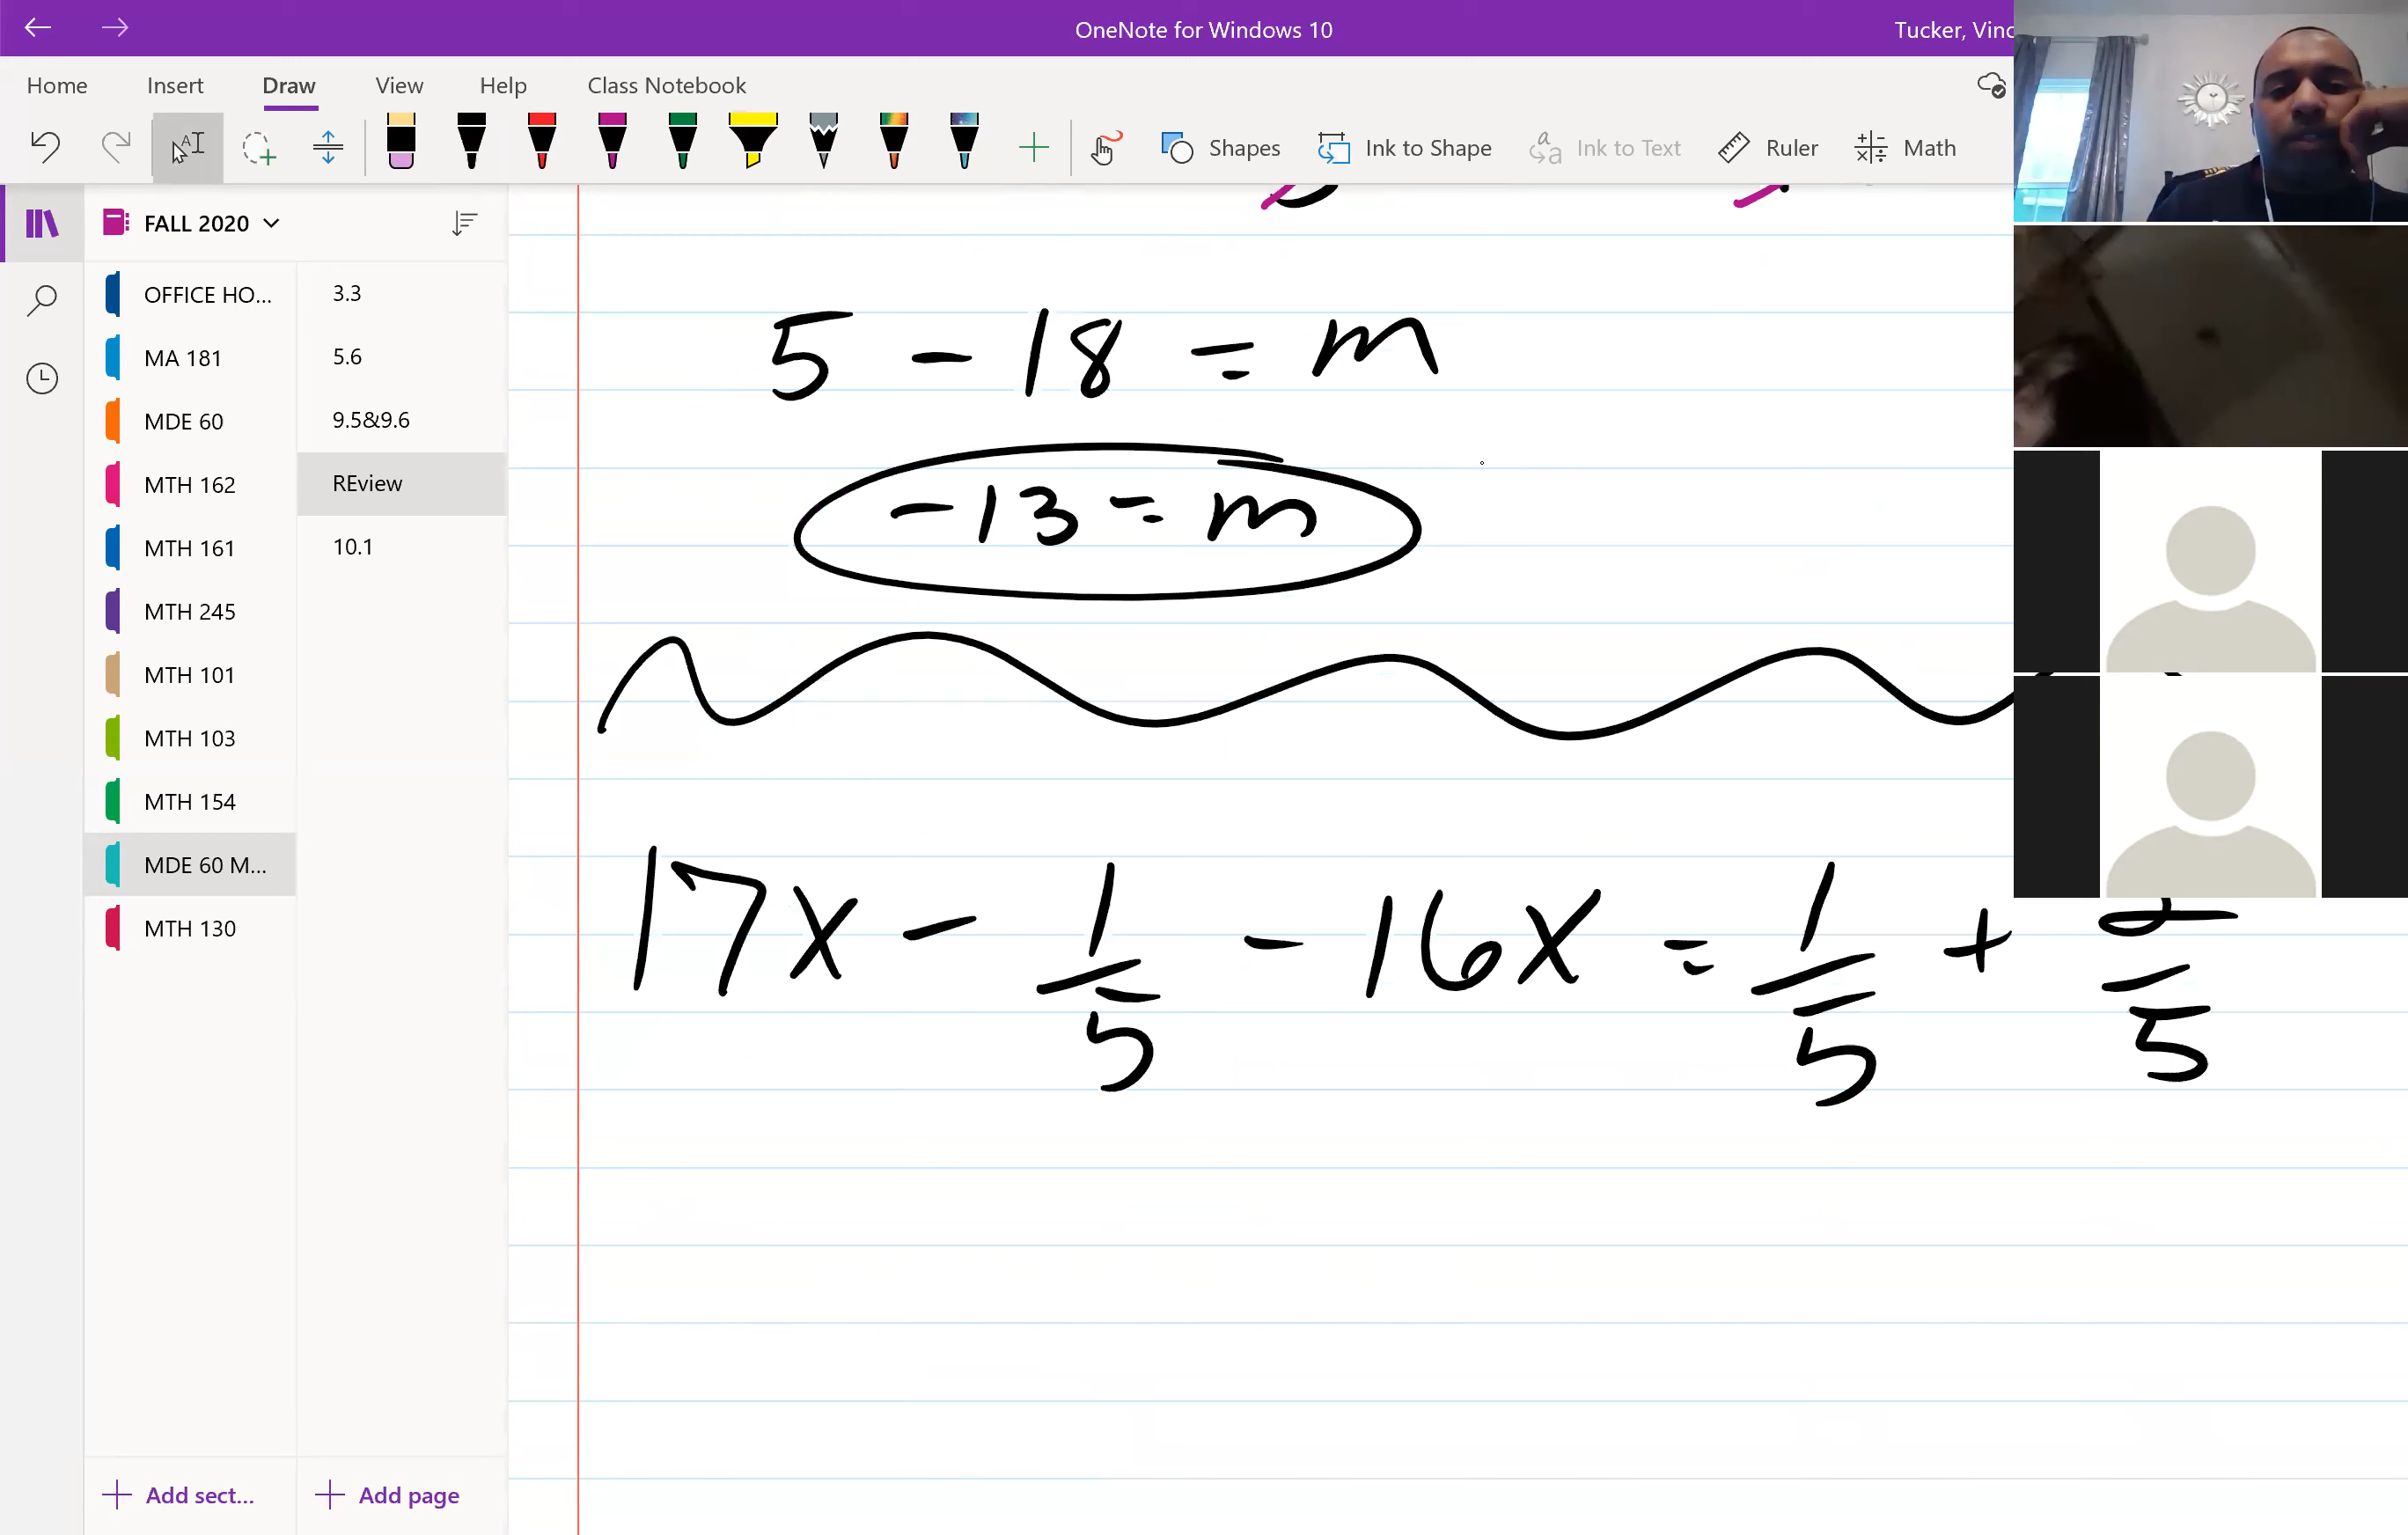 OneNote for Windows 10
Tucker, Vinc
Home Insert Draw View Help Class Notebook
Shapes Ink to Shape Ink to Text Ruler Math
FALL 2020
OFFICE HO...
MA 181
MDE 60
MTH 162
MTH 161
MTH 245
MTH 101
MTH 103
MTH 154
MDE 60 M...
MTH 130
Add sect...
3.3
5.6
9.5&9.6
REview
10.1
Add page
5 - 18 = m
-13 = m
17x - 1/5 - 16x = 1/5 + /5